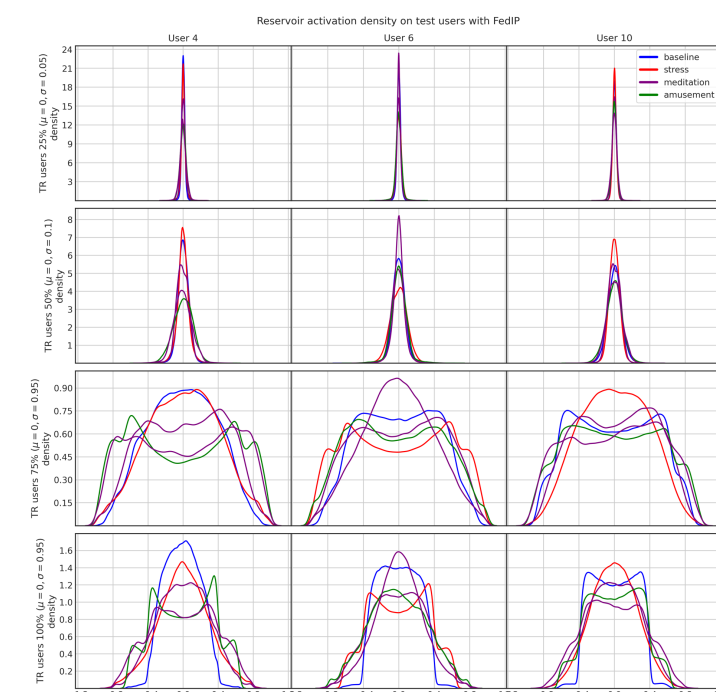 Reservoir activation density on test users with FedIP
User 4
User 6
User 10
baseline
stress
meditation
amusement
TR users 25% (μ = 0, σ = 0.05)
density
24
21
18
15
12
9
6
3
TR users 50% (μ = 0, σ = 0.1)
density
8
7
6
5
4
3
2
1
TR users 75% (μ = 0, σ = 0.95)
density
0.90
0.75
0.60
0.45
0.30
0.15
TR users 100% (μ = 0, σ = 0.95)
density
1.6
1.4
1.2
1.0
0.8
0.6
0.4
0.2